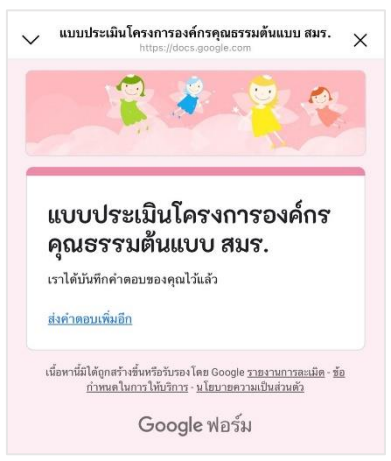 แบบประเมินโครงการองค์กรคุณธรรมต้นแบบ สมร.
https://docs.google.com
แบบประเมินโครงการองค์กร
คุณธรรมต้นแบบ สมร.
เราได้บันทึกคำตอบของคุณไว้แล้ว
ส่งคำตอบเพิ่มอีก
เนื้อหานี้มิได้ถูกสร้างขึ้นหรือรับรองโดย Google รายงานการละเมิด - ข้อ
กำหนดในการให้บริการ - นโยบายความเป็นส่วนตัว
Google ฟอร์ม